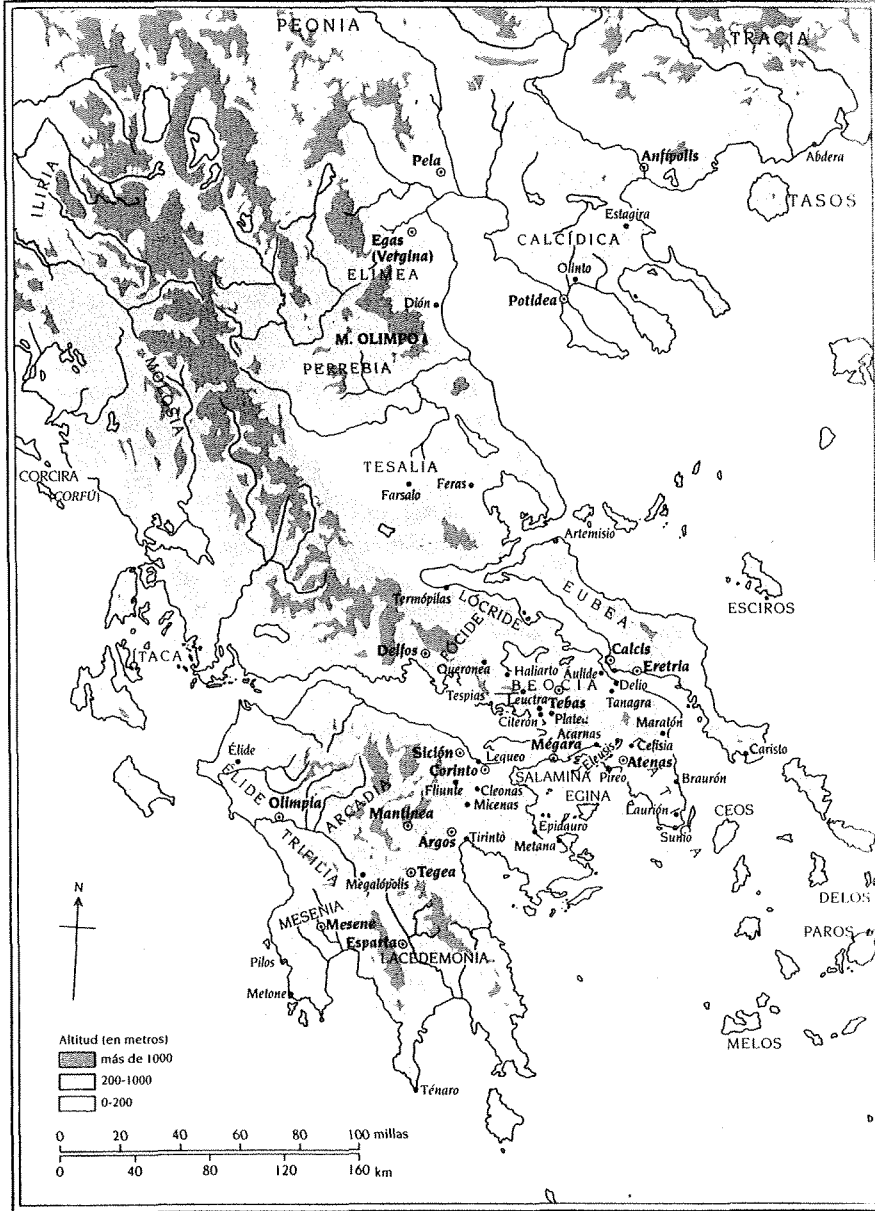 PEONIA
TRACIA
ILIRIA
Pela
Anfípolis
Abdera
Estagira
TASOS
CALCÍDICA
Egas
(Vergina)
ELIMEA
Olinto
Dión
Potidea
M. OLIMPO
PERREBIA
MOLOSIA
TESALIA
CORCIRA
(CORFÚ)
Farsalo
Feras
Artemisio
Termópilas
LÓCRIDE
EUBEA
ESCIROS
ÍTACA
Delfos
FÓCIDE
Queronea
Haliarto
Aulide
Calcis
Eretria
BEOCIA
Tespias
Leuctra
Tebas
Delio
Tanagra
Citerón
Platea
Acarnas
Maratón
Élide
Sición
Lequeo
Mégara
Eleusis
Cefisia
Caristo
ÉLIDE
Corinto
SALAMINA
Pireo
Atenas
Braurón
Olimpia
ARCADIA
Fliunte
Cleonas
EGINA
ATICA
Micenas
Mantinea
Laurión
CEOS
Argos
Tirinto
Epidauro
Metana
Sunio
TRIFILIA
Tegea
Megalópolis
DELOS
N
MESENIA
Mesene
PAROS
Esparta
LACEDEMONIA
Pilos
Metone
MELOS
Altitud (en metros)
más de 1000
200-1000
0-200
Ténaro
0 20 40 60 80 100 millas
0 40 80 120 160 km